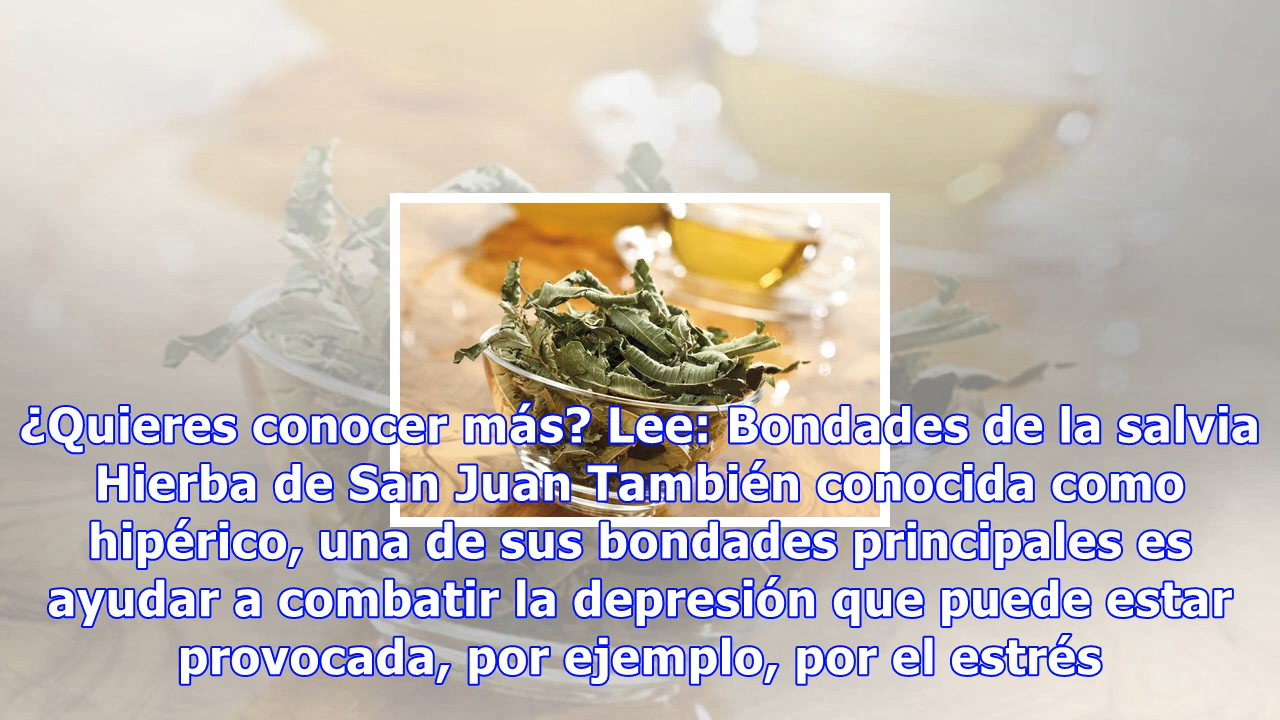 ¿Quieres conocer más? Lee: Bondades de la salvia
Hierba de San Juan También conocida como
hipérico, una de sus bondades principales es
ayudar a combatir la depresión que puede estar
provocada, por ejemplo, por el estrés